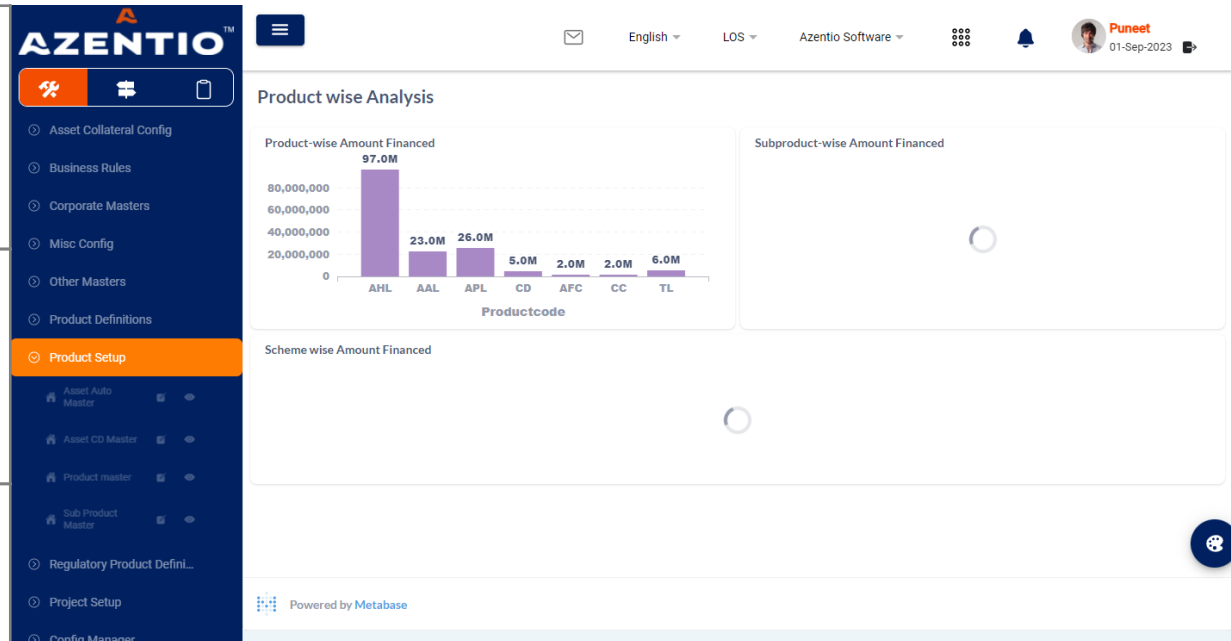 AZENTIO™
English
LOS
Azentio Software
Puneet
01-Sep-2023
Asset Collateral Config
Business Rules
Corporate Masters
Misc Config
Other Masters
Product Definitions
Product Setup
Asset Auto
Master
Asset CD Master
Product master
Sub Product
Master
Regulatory Product Defini...
Project Setup
Config Manager
Product wise Analysis
Product-wise Amount Financed
97.0M
80,000,000
60,000,000
40,000,000
20,000,000
0
23.0M
26.0M
5.0M
2.0M
2.0M
6.0M
AHL AAL APL CD AFC CC TL
Productcode
Subproduct-wise Amount Financed
Scheme wise Amount Financed
Powered by Metabase